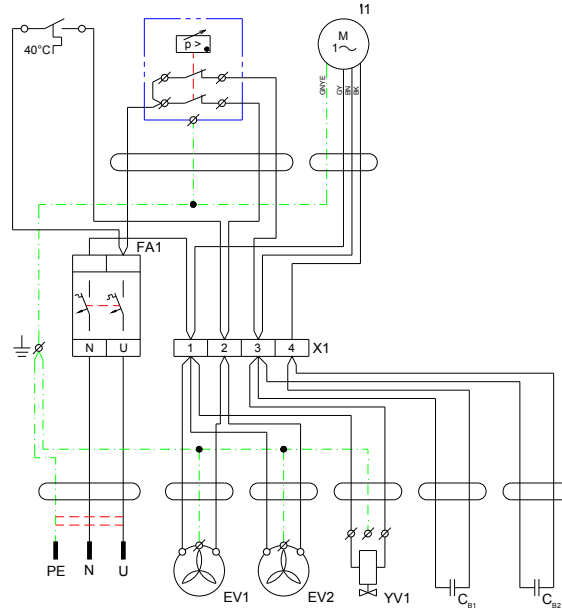 I1
M
1~
p >
40°C
GNYE
GY
BN
BK
FA1
N U
1 2 3 4 X1
PE N U
EV1 EV2 YV1 CB1 CB2